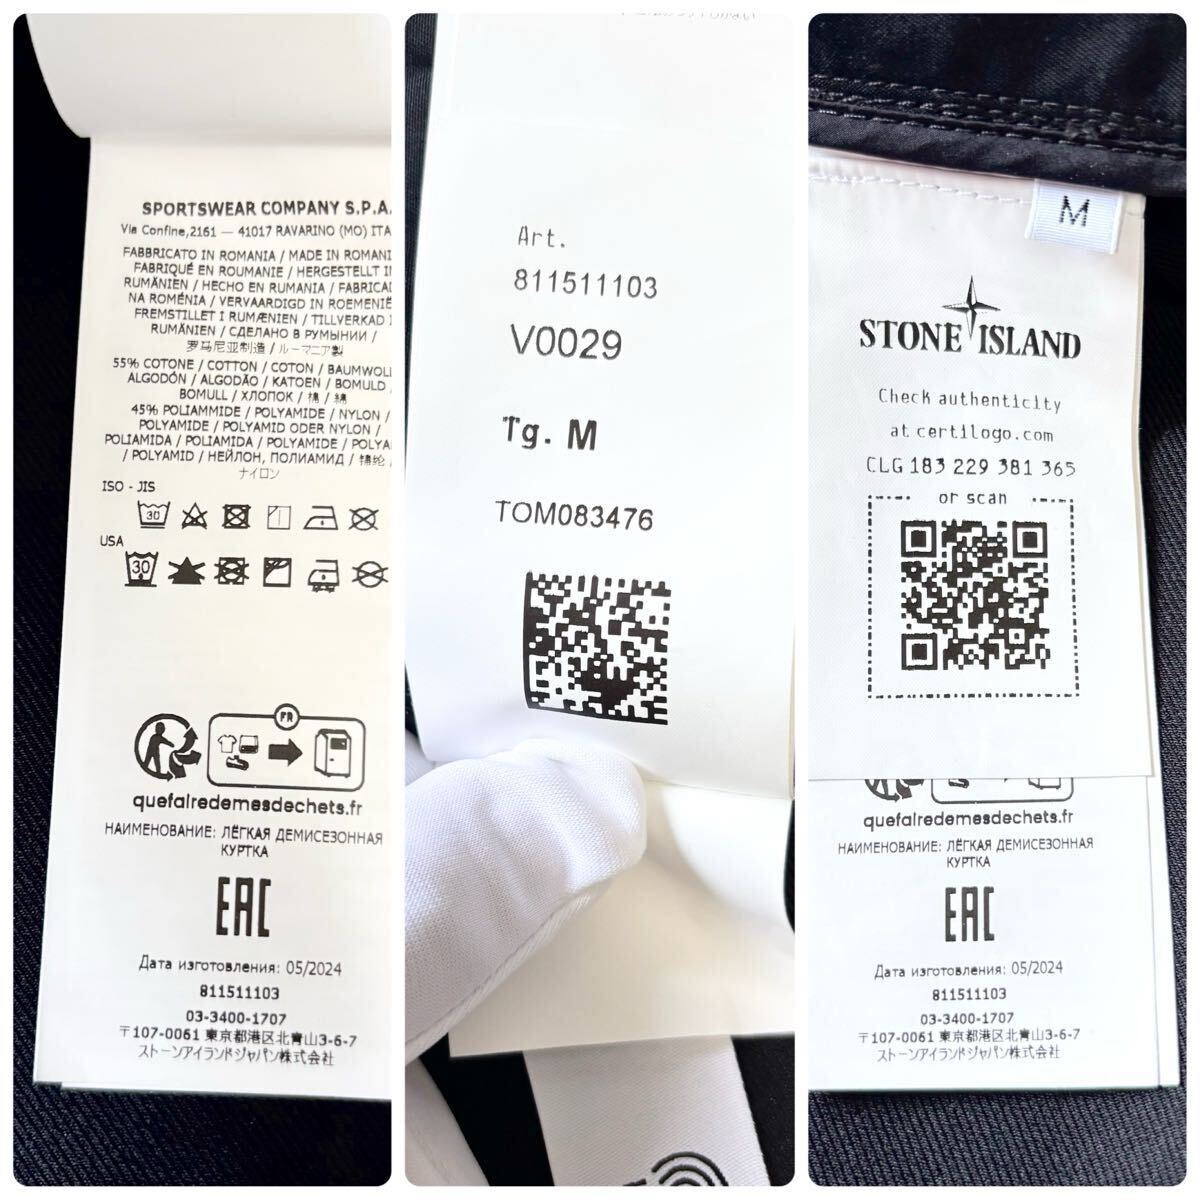 SPORTSWEAR COMPANY S.P.A.
Via Confine,2161 — 41017 RAVARINO (MO) ITA
FABBRICATO IN ROMANIA / MADE IN ROMANI
FABRIQUÉ EN ROUMANIE / HERGESTELLT IN
RUMÄNIEN / HECHO EN RUMANIA / FABRICAD
NA ROMÉNIA / VERVAARDIGD IN ROEMENIË
FREMSTILLET I RUMÆNIEN / TILLVERKAD I
RUMÄNIEN / СДЕЛАНО В РУМЫНИИ /
罗马尼亚制造 / ルーマニア製
55% COTONE / COTTON / COTON / BAUMWOLL
ALGODÓN / ALGODÃO / KATOEN / BOMULD /
BOMULL / ХЛОПОК / 棉 / 綿
45% POLIAMMIDE / POLYAMIDE / NYLON /
POLYAMIDE / POLYAMID ODER NYLON /
POLIAMIDA / POLIAMIDA / POLYAMIDE / POLYA
/ POLYAMID / НЕЙЛОН, ПОЛИАМИД / 锦纶 /
ナイロン
ISO - JIS
30
USA
30
FR
quefairedemesdechets.fr
НАИМЕНОВАНИЕ: ЛЁГКАЯ ДЕМИСЕЗОННАЯ
КУРТКА
EAC
Дата изготовления: 05/2024
811511103
03-3400-1707
〒107-0061 東京都港区北青山3-6-7
ストーンアイランドジャパン株式会社
Art.
811511103
V0029
Tg. M
TOM083476
M
STONE ISLAND
Check authenticity
at certilogo.com
CLG 183 229 381 365
or scan
quefairedemesdechets.fr
НАИМЕНОВАНИЕ: ЛЁГКАЯ ДЕМИСЕЗОННАЯ
КУРТКА
EAC
Дата изготовления: 05/2024
811511103
03-3400-1707
〒107-0061 東京都港区北青山3-6-7
ストーンアイランドジャパン株式会社